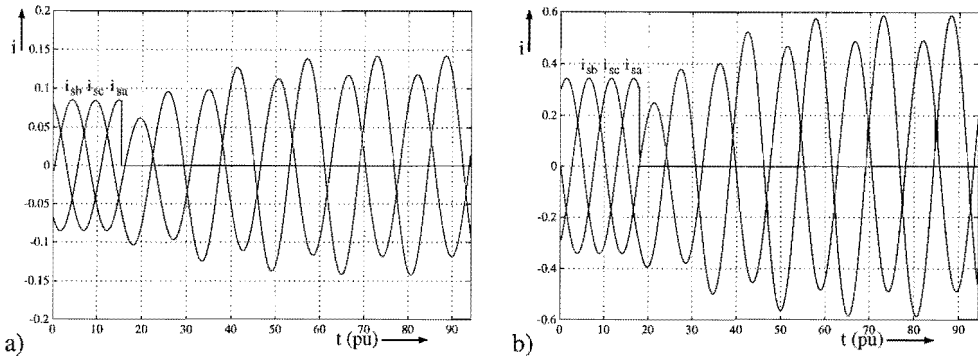 0.2
0.15
0.1
0.05
0
-0.05
-0.1
-0.15
-0.2
i
i_sb i_sc i_sa
0 10 20 30 40 50 60 70 80 90
t (pu)
a)
0.6
0.4
0.2
0
-0.2
-0.4
-0.6
i
i_sb i_sc i_sa
0 10 20 30 40 50 60 70 80 90
t (pu)
b)